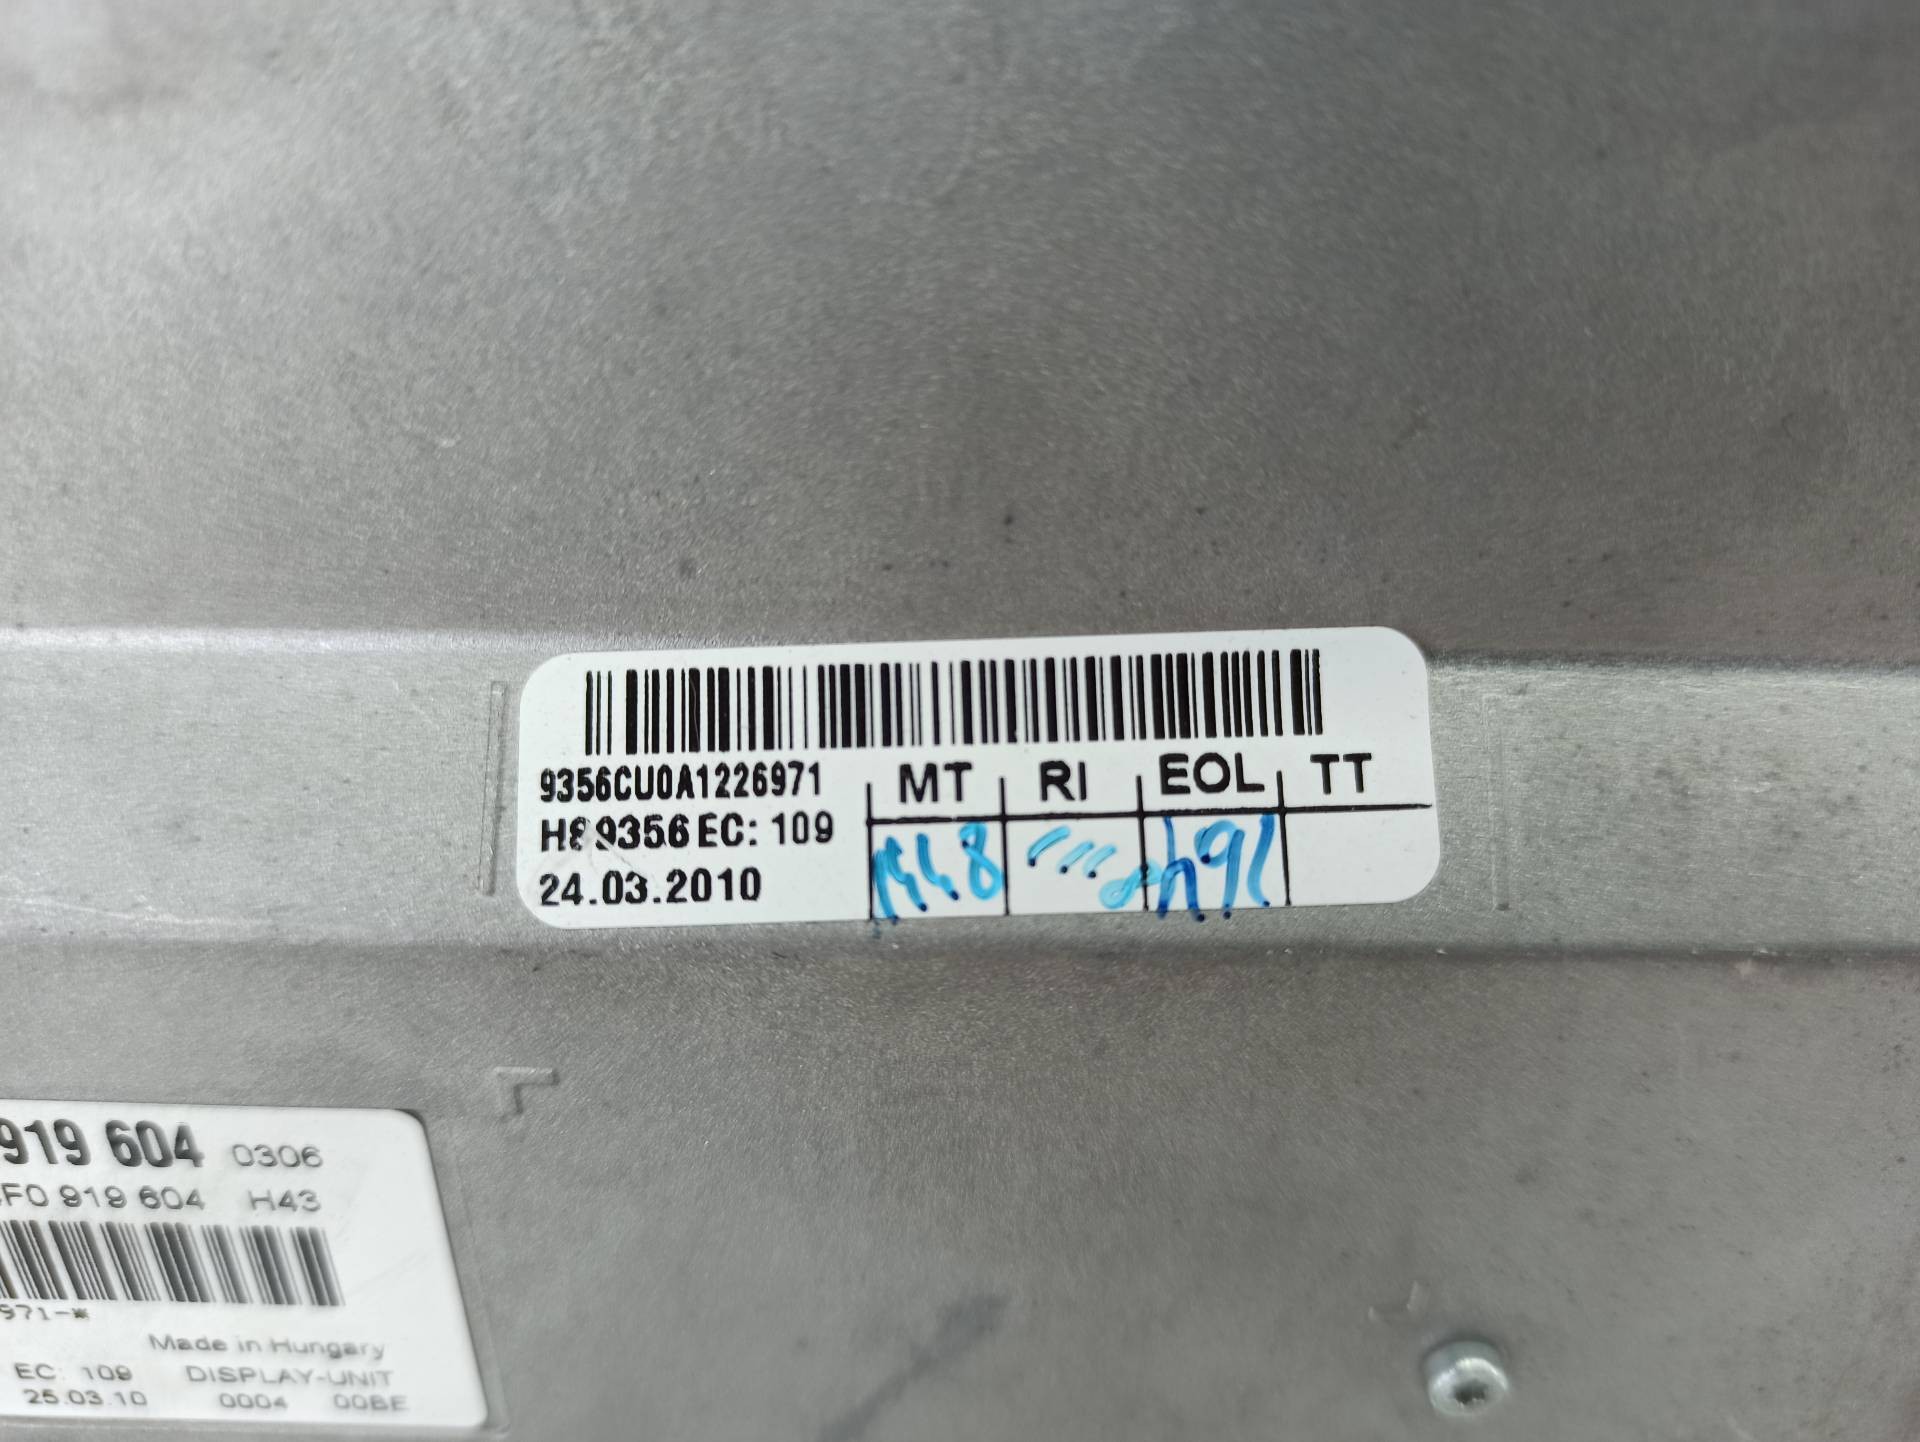 9356CU0A1226971 MT RI EOL TT
H89356 EC: 109
24.03.2010
919 604 0306
F0 919 604 H43
971-*
Made in Hungary
EC: 109 DISPLAY-UNIT
25.03.10 0004 00BE